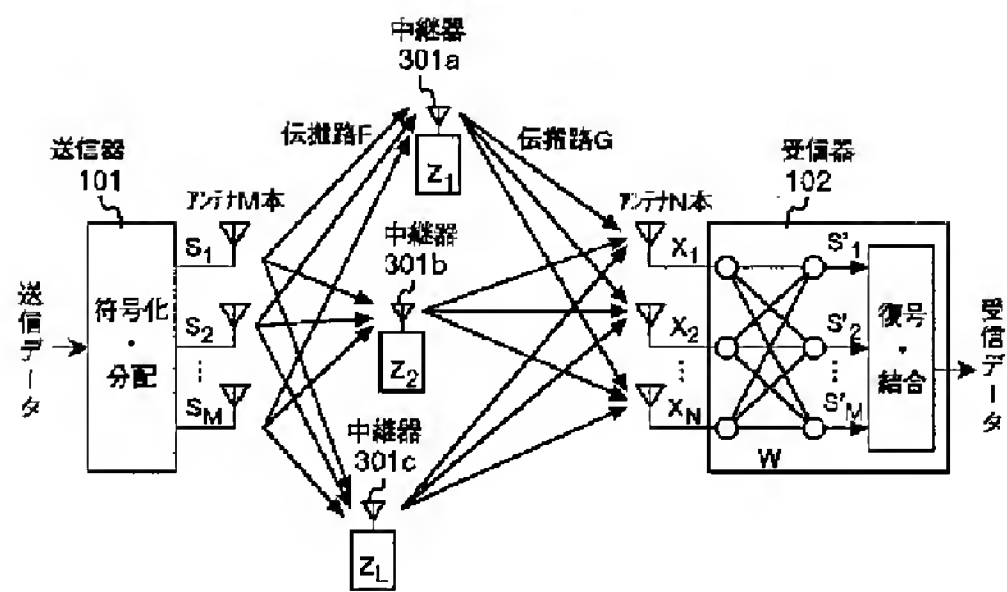 中継器
301a
伝搬路F
伝搬路G
Z1
送信器
101
受信器
102
アンテナM本
アンテナN本
中継器
301b
S1
S2
SM
X1
X2
XN
S'1
S'2
S'M
送信データ
符号化
・
分配
Z2
復号
・
結合
受信データ
W
中継器
301c
ZL